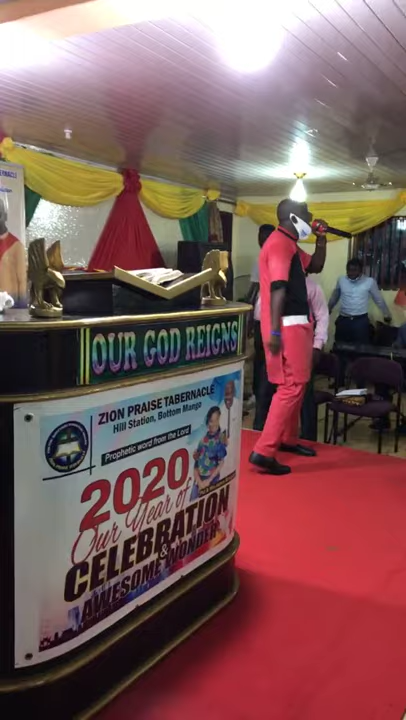 OUR GOD REIGNS
ZION PRAISE TABERNACLE
Hill Station, Bottom Mango
Prophetic word from the Lord
2020
Our Year of
CELEBRATION
&
AWESOME WONDER